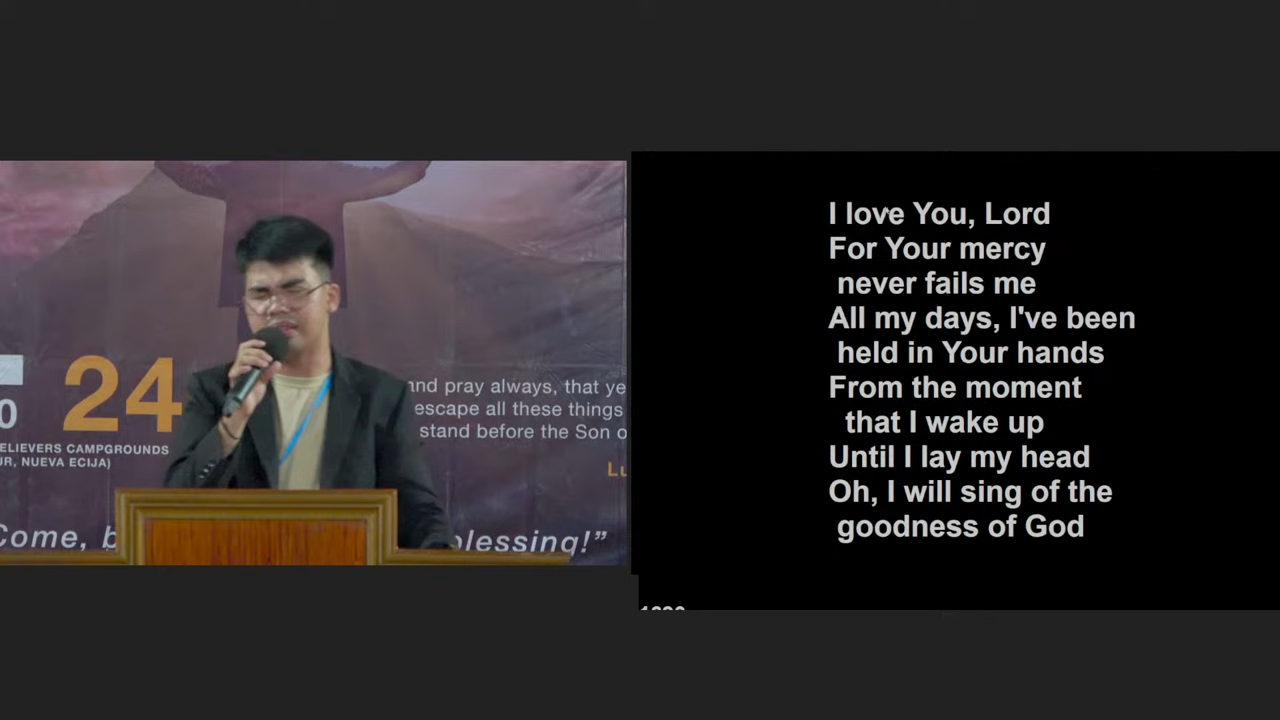 24
ELIEVERS CAMPGROUNDS
UR, NUEVA ECIJA)
and pray always, that ye
escape all these things
stand before the Son o
Come, b
blessing!”
I love You, Lord
For Your mercy
never fails me
All my days, I've been
held in Your hands
From the moment
that I wake up
Until I lay my head
Oh, I will sing of the
goodness of God